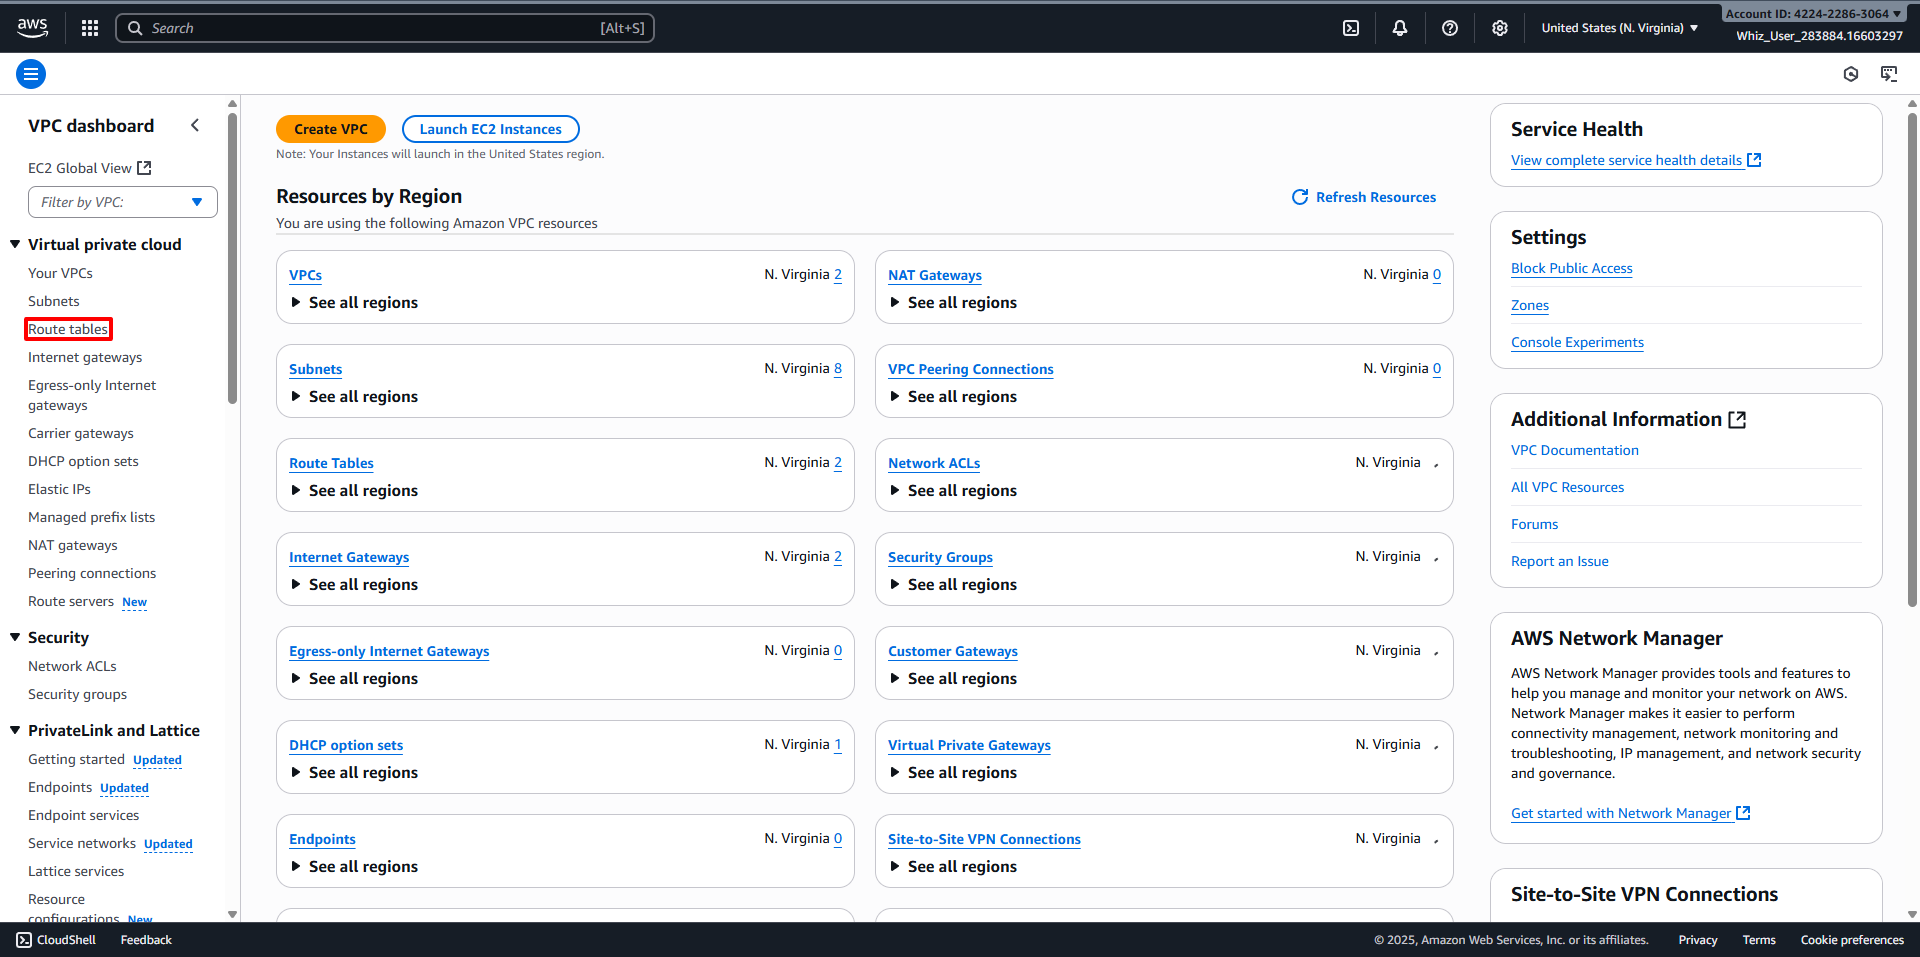 aws
Search [Alt+S]
United States (N. Virginia)
Account ID: 4224-2286-3064
Whiz_User_283884.16603297
VPC dashboard
EC2 Global View
Filter by VPC:
Virtual private cloud
Your VPCs
Subnets
Route tables
Internet gateways
Egress-only Internet
gateways
Carrier gateways
DHCP option sets
Elastic IPs
Managed prefix lists
NAT gateways
Peering connections
Route servers New
Security
Network ACLs
Security groups
PrivateLink and Lattice
Getting started Updated
Endpoints Updated
Endpoint services
Service networks Updated
Lattice services
Resource
configurations New
Create VPC
Launch EC2 Instances
Note: Your Instances will launch in the United States region.
Resources by Region
Refresh Resources
You are using the following Amazon VPC resources
VPCs N. Virginia 2
See all regions
NAT Gateways N. Virginia 0
See all regions
Subnets N. Virginia 8
See all regions
VPC Peering Connections N. Virginia 0
See all regions
Route Tables N. Virginia 2
See all regions
Network ACLs N. Virginia
See all regions
Internet Gateways N. Virginia 2
See all regions
Security Groups N. Virginia
See all regions
Egress-only Internet Gateways N. Virginia 0
See all regions
Customer Gateways N. Virginia
See all regions
DHCP option sets N. Virginia 1
See all regions
Virtual Private Gateways N. Virginia
See all regions
Endpoints N. Virginia 0
See all regions
Site-to-Site VPN Connections N. Virginia
See all regions
Service Health
View complete service health details
Settings
Block Public Access
Zones
Console Experiments
Additional Information
VPC Documentation
All VPC Resources
Forums
Report an Issue
AWS Network Manager
AWS Network Manager provides tools and features to
help you manage and monitor your network on AWS.
Network Manager makes it easier to perform
connectivity management, network monitoring and
troubleshooting, IP management, and network security
and governance.
Get started with Network Manager
Site-to-Site VPN Connections
CloudShell
Feedback
© 2025, Amazon Web Services, Inc. or its affiliates.
Privacy
Terms
Cookie preferences